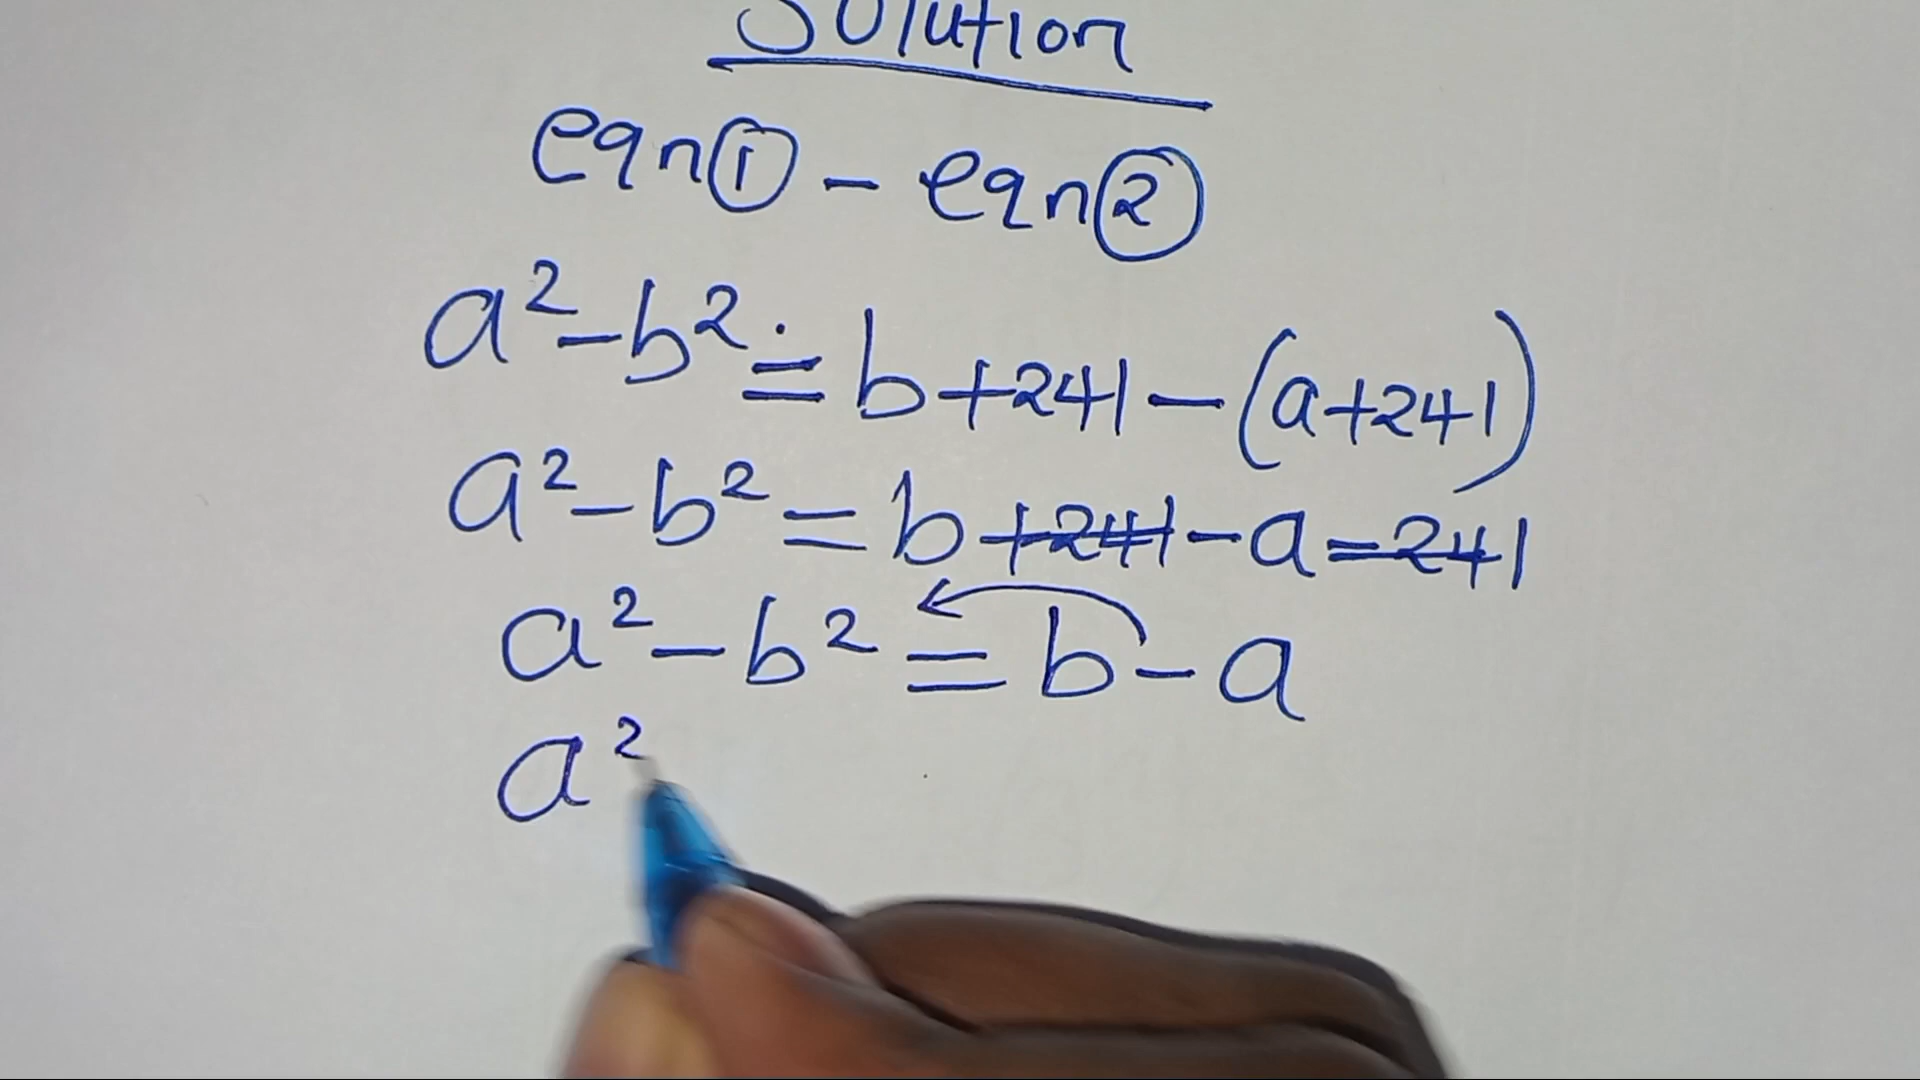 Solution
eqn① - eqn②
a² - b² = b + 241 - (a + 241)
a² - b² = b + 241 - a - 241
a² - b² = b - a
a²